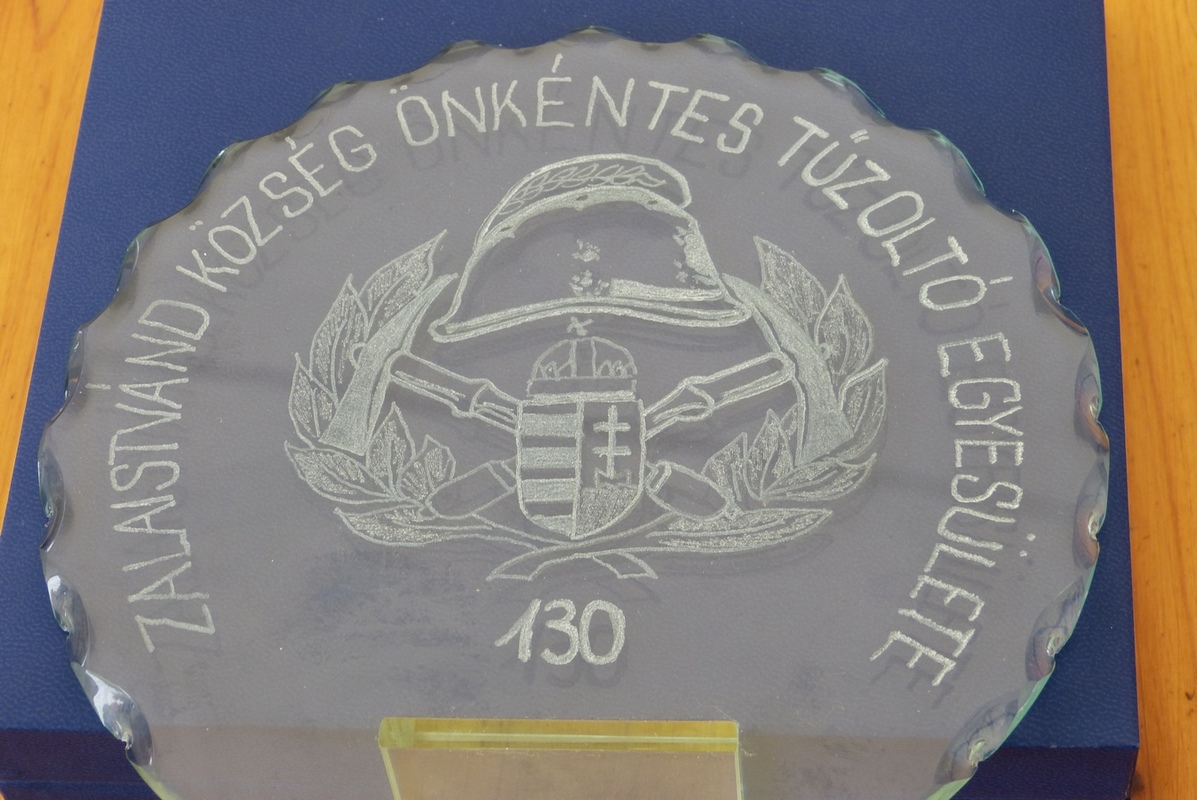 ZALAISTVÁND KÖZSÉG ÖNKÉNTES TŰZOLTÓ EGYESÜLETE
130